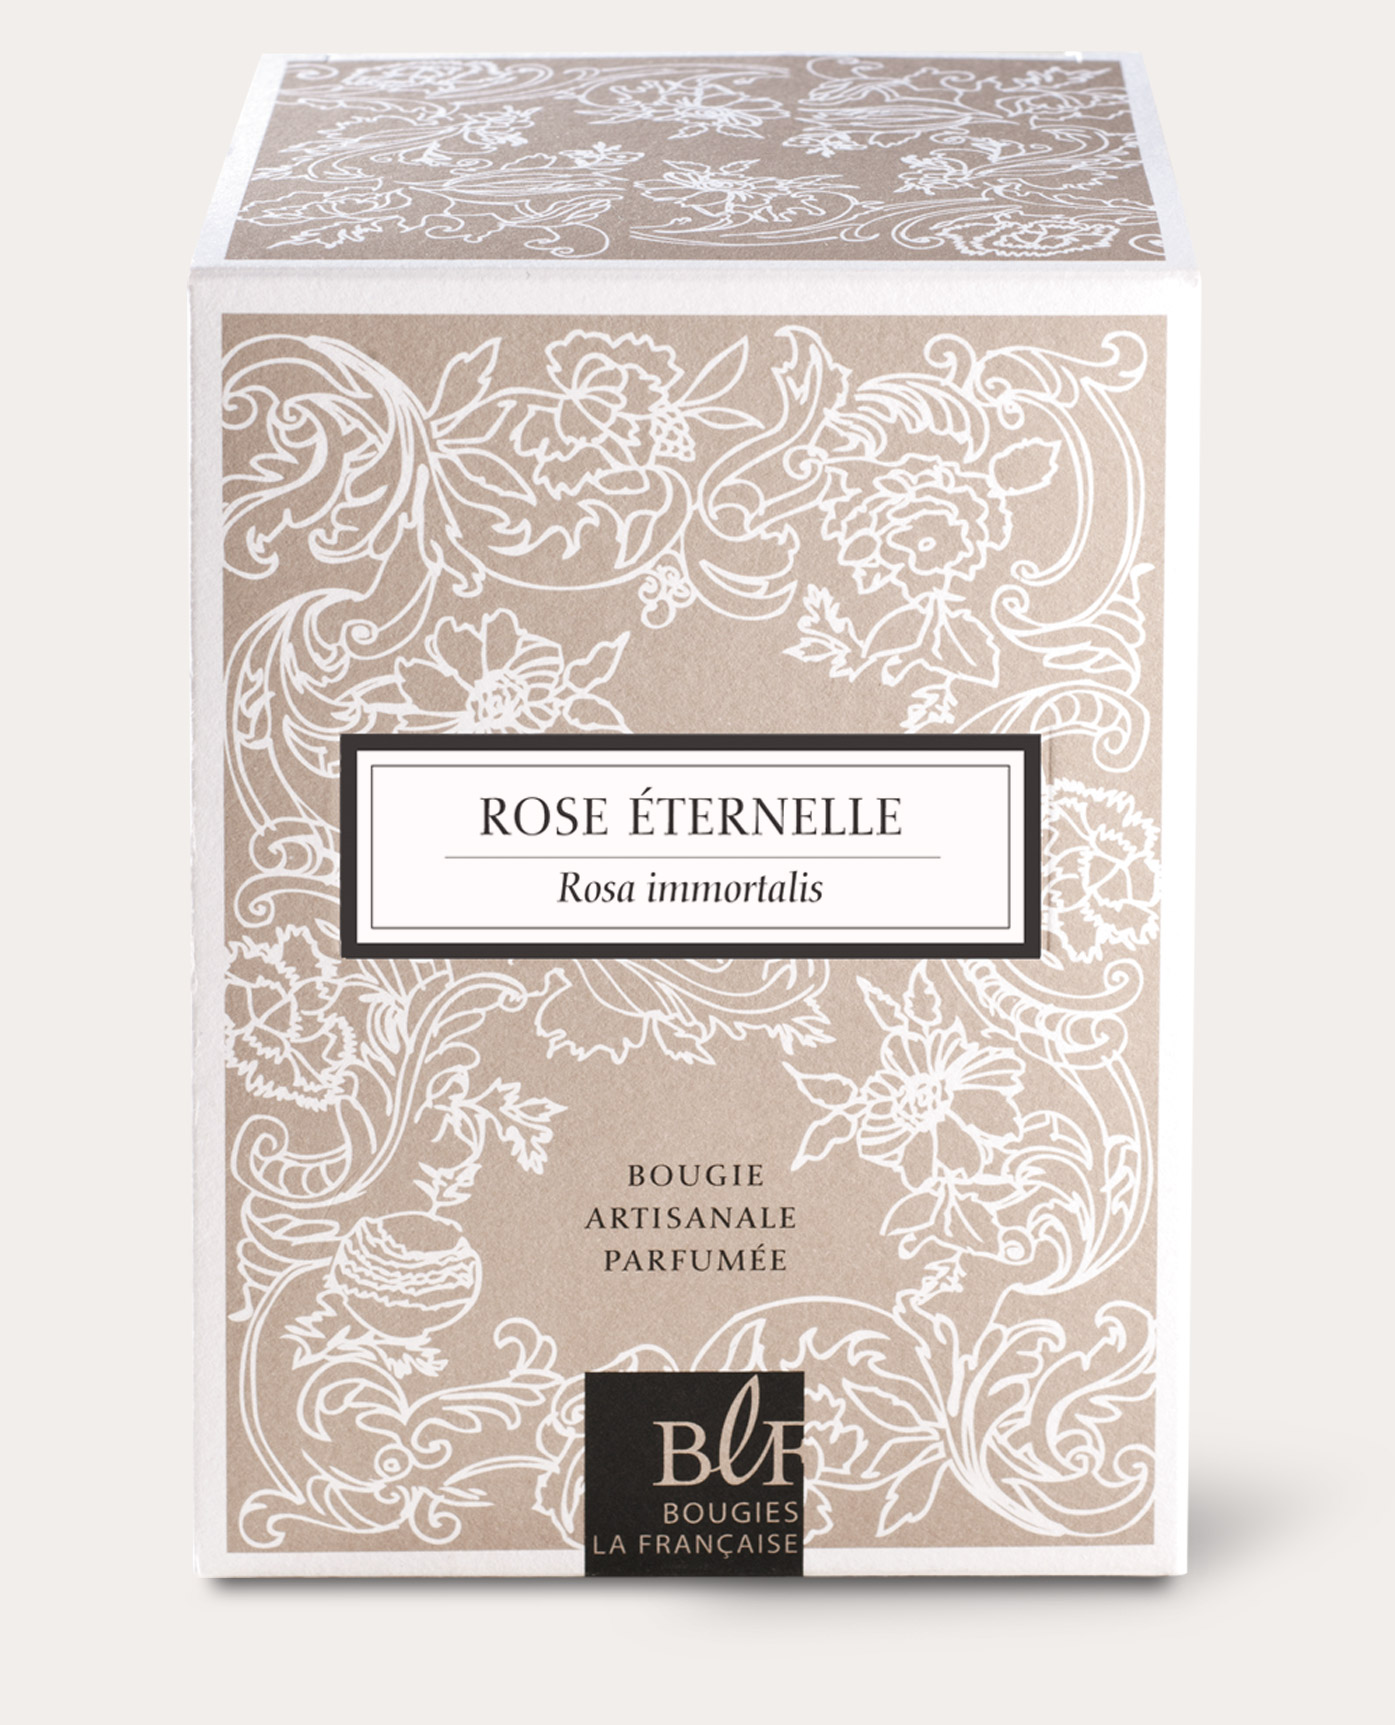 ROSE ÉTERNELLE
Rosa immortalis
BOUGIE
ARTISANALE
PARFUMÉE
BLF
BOUGIES
LA FRANÇAISE